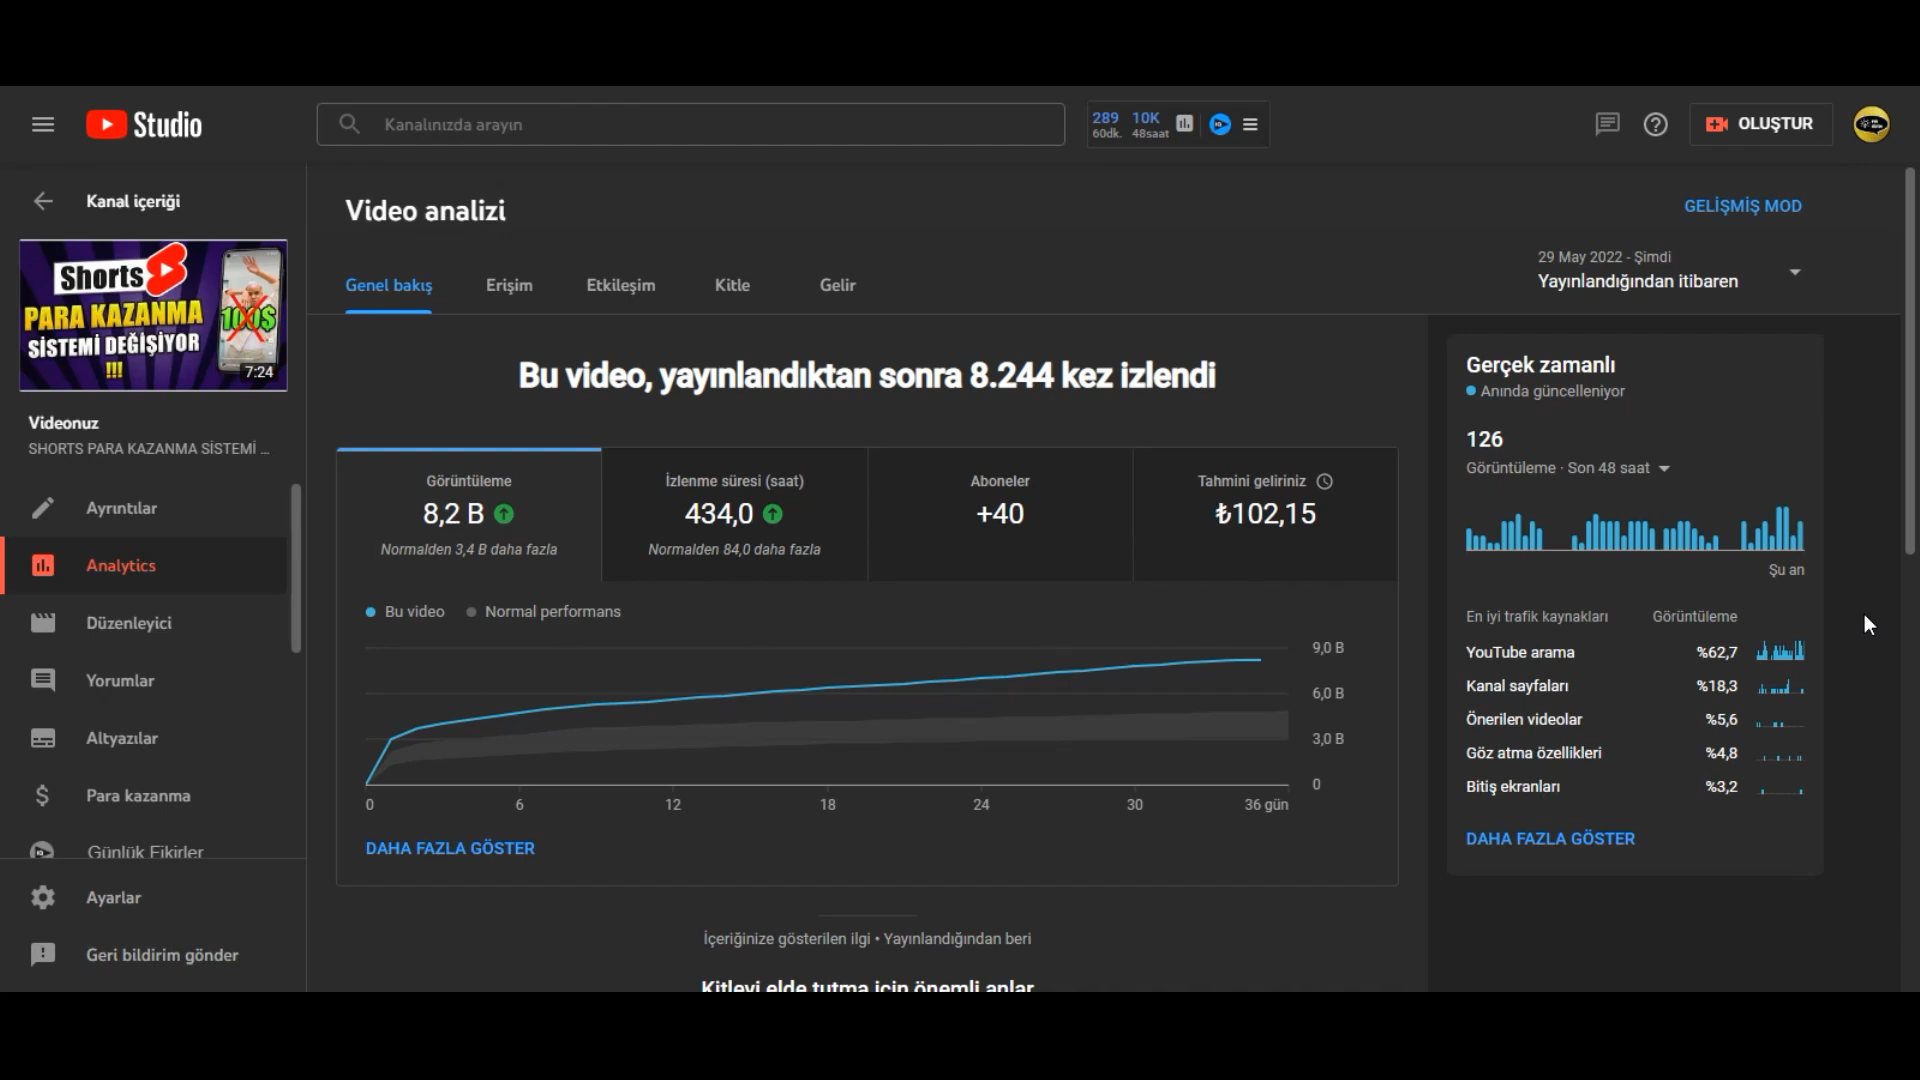 Studio
Kanalınızda arayın
289 10K
60dk. 48saat
OLUŞTUR
Kanal içeriği
Shorts
PARA KAZANMA
100$
SİSTEMİ DEĞİŞİYOR
!!!
7:24
Videonuz
SHORTS PARA KAZANMA SİSTEMİ ...
Ayrıntılar
Analytics
Düzenleyici
Yorumlar
Altyazılar
Para kazanma
Günlük Fikirler
Ayarlar
Geri bildirim gönder
Video analizi
GELİŞMİŞ MOD
29 May 2022 - Şimdi
Yayınlandığından itibaren
Genel bakış Erişim Etkileşim Kitle Gelir
Bu video, yayınlandıktan sonra 8.244 kez izlendi
Görüntüleme
8,2 B
Normalden 3,4 B daha fazla
İzlenme süresi (saat)
434,0
Normalden 84,0 daha fazla
Aboneler
+40
Tahmini geliriniz
₺102,15
Bu video Normal performans
9,0 B
6,0 B
3,0 B
0
0 6 12 18 24 30 36 gün
DAHA FAZLA GÖSTER
İçeriğinize gösterilen ilgi • Yayınlandığından beri
Kitleyi elde tutma için önemli anlar
Gerçek zamanlı
Anında güncelleniyor
126
Görüntüleme · Son 48 saat
Şu an
En iyi trafik kaynakları Görüntüleme
YouTube arama %62,7
Kanal sayfaları %18,3
Önerilen videolar %5,6
Göz atma özellikleri %4,8
Bitiş ekranları %3,2
DAHA FAZLA GÖSTER